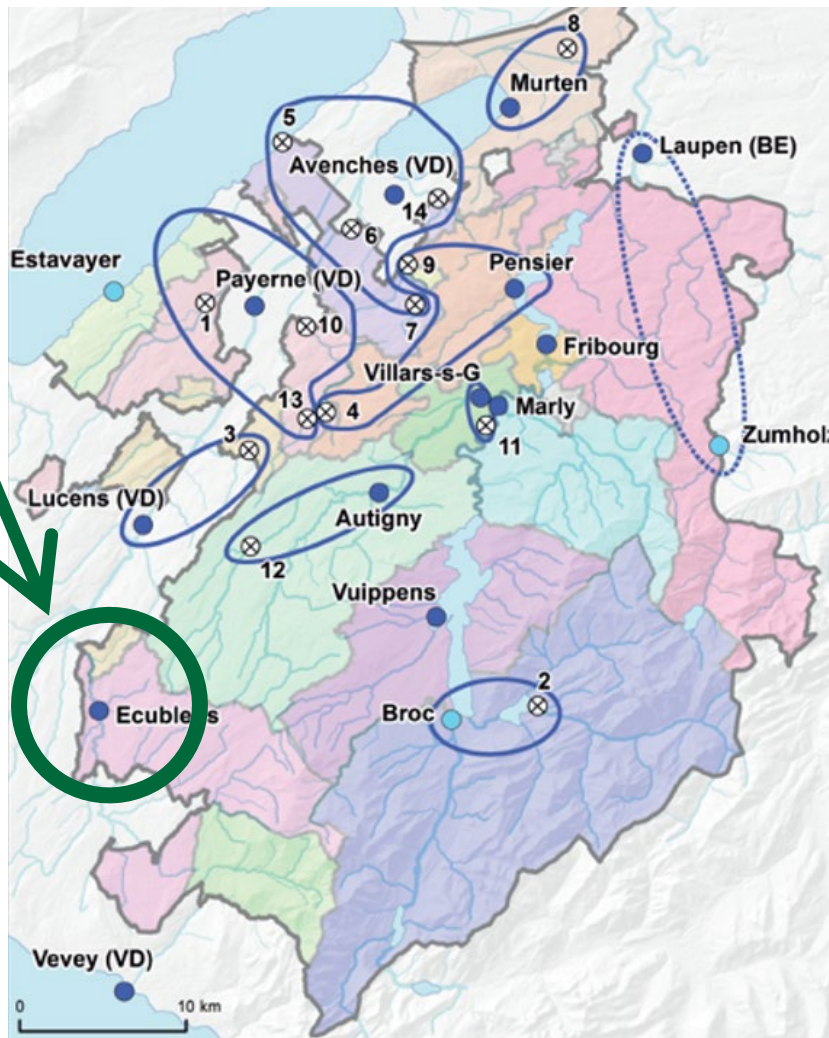 8
Murten
5
Laupen (BE)
Avenches (VD)
14
6
Estavayer
9
Payerne (VD)
Pensier
1
7
10
Fribourg
Villars-s-G
13
4
Marly
3
11
Zumholz
Lucens (VD)
Autigny
12
Vuippens
2
Ecublens
Broc
Vevey (VD)
0
10 km